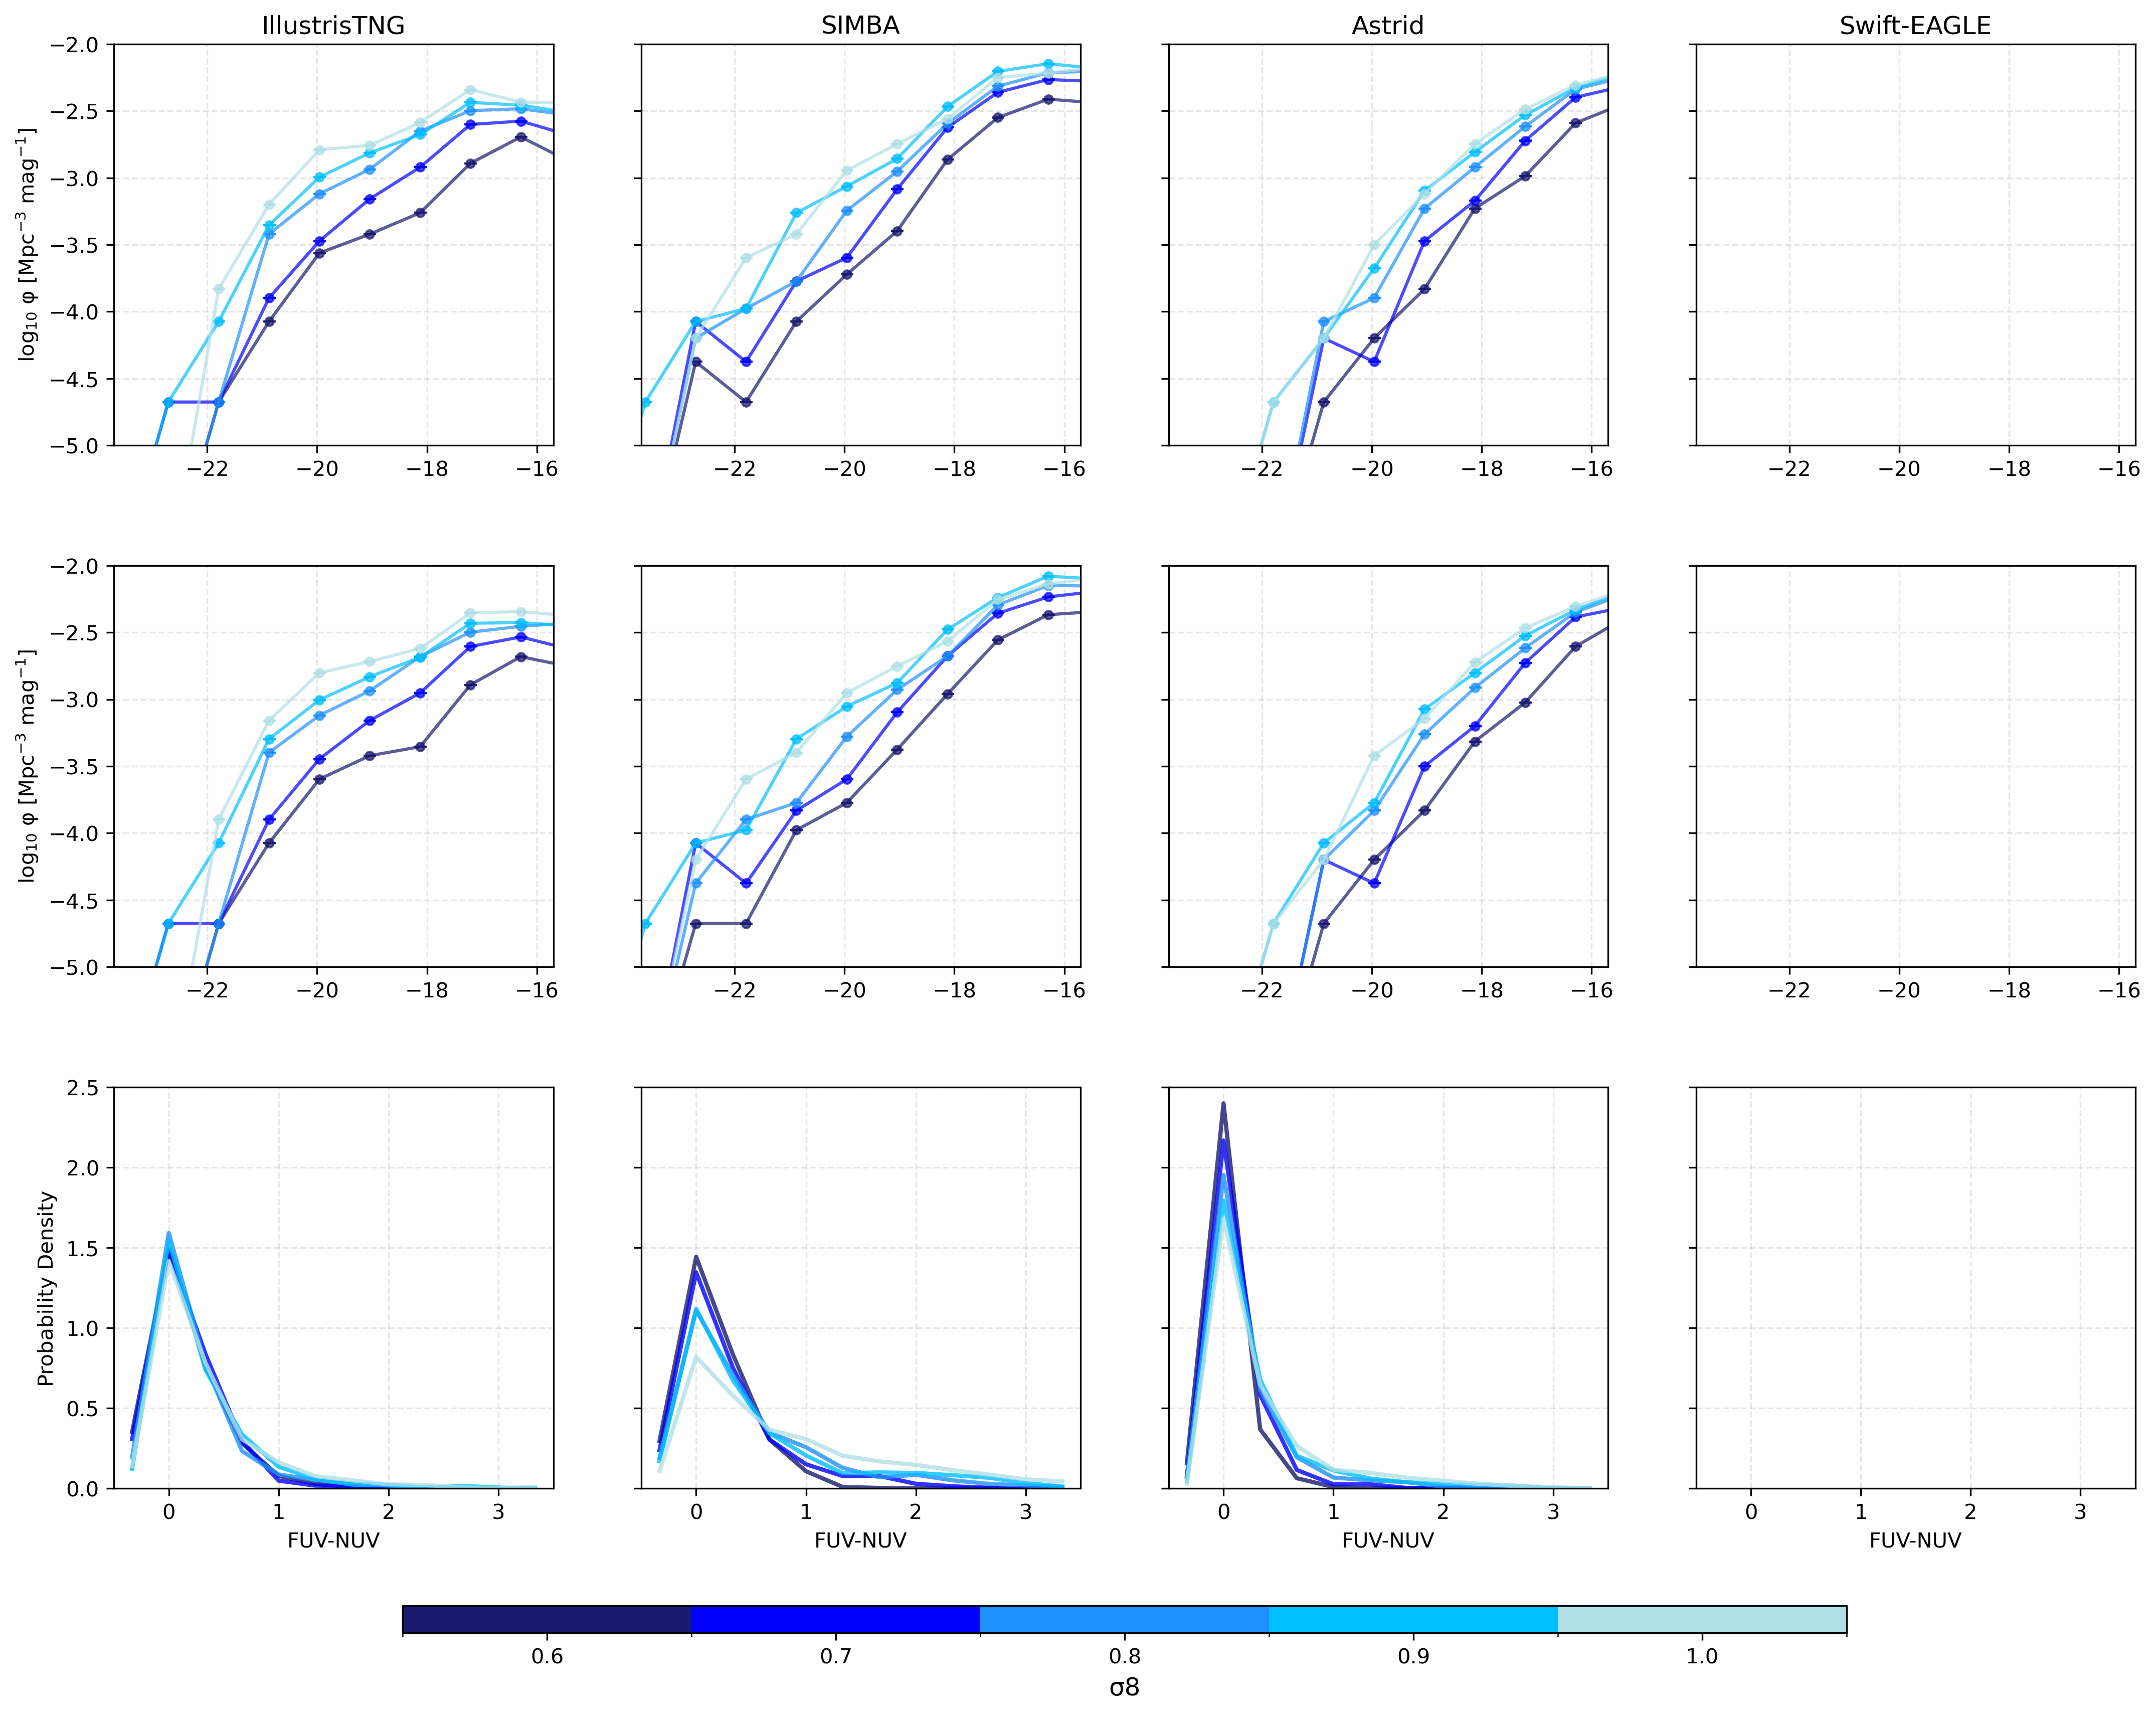 IllustrisTNG SIMBA Astrid Swift-EAGLE
−2.0
−2.5
−3.0
−3.5
−4.0
−4.5
−5.0
log₁₀ φ [Mpc⁻³ mag⁻¹]
−22 −20 −18 −16 −22 −20 −18 −16 −22 −20 −18 −16 −22 −20 −18 −16
−2.0
−2.5
−3.0
−3.5
−4.0
−4.5
−5.0
log₁₀ φ [Mpc⁻³ mag⁻¹]
−22 −20 −18 −16 −22 −20 −18 −16 −22 −20 −18 −16 −22 −20 −18 −16
2.5
2.0
1.5
1.0
0.5
0.0
Probability Density
0 1 2 3 0 1 2 3 0 1 2 3 0 1 2 3
FUV-NUV FUV-NUV FUV-NUV FUV-NUV
0.6 0.7 0.8 0.9 1.0
σ8